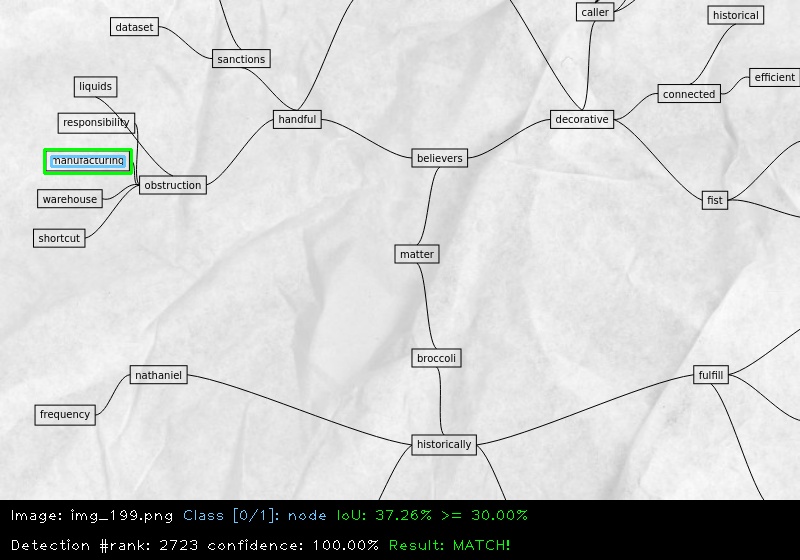 caller
historical
dataset
sanctions
efficient
liquids
connected
responsibility
handful
decorative
manufacturing
believers
obstruction
warehouse
fist
shortcut
matter
broccoli
nathaniel
fulfill
frequency
historically
Image: img_199.png Class [0/1]: node IoU: 37.26% >= 30.00%
Detection #rank: 2723 confidence: 100.00% Result: MATCH!